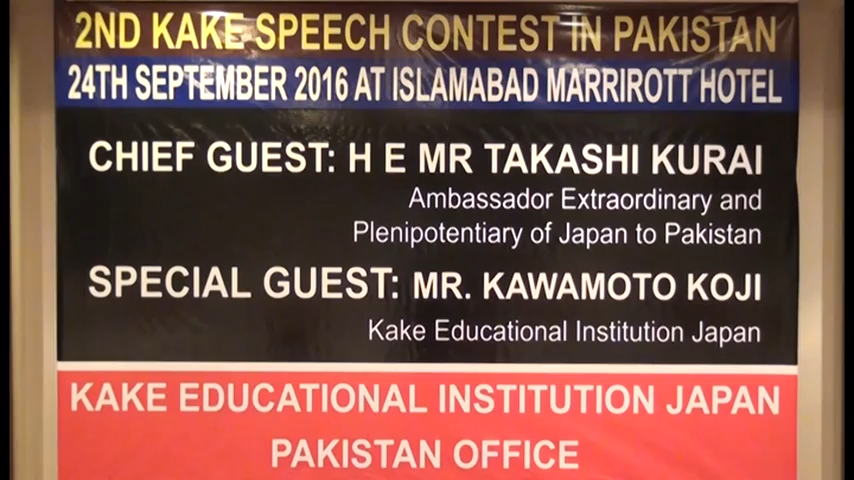 2ND KAKE SPEECH CONTEST IN PAKISTAN
24TH SEPTEMBER 2016 AT ISLAMABAD MARRIROTT HOTEL
CHIEF GUEST: H E MR TAKASHI KURAI
Ambassador Extraordinary and
Plenipotentiary of Japan to Pakistan
SPECIAL GUEST: MR. KAWAMOTO KOJI
Kake Educational Institution Japan
KAKE EDUCATIONAL INSTITUTION JAPAN
PAKISTAN OFFICE